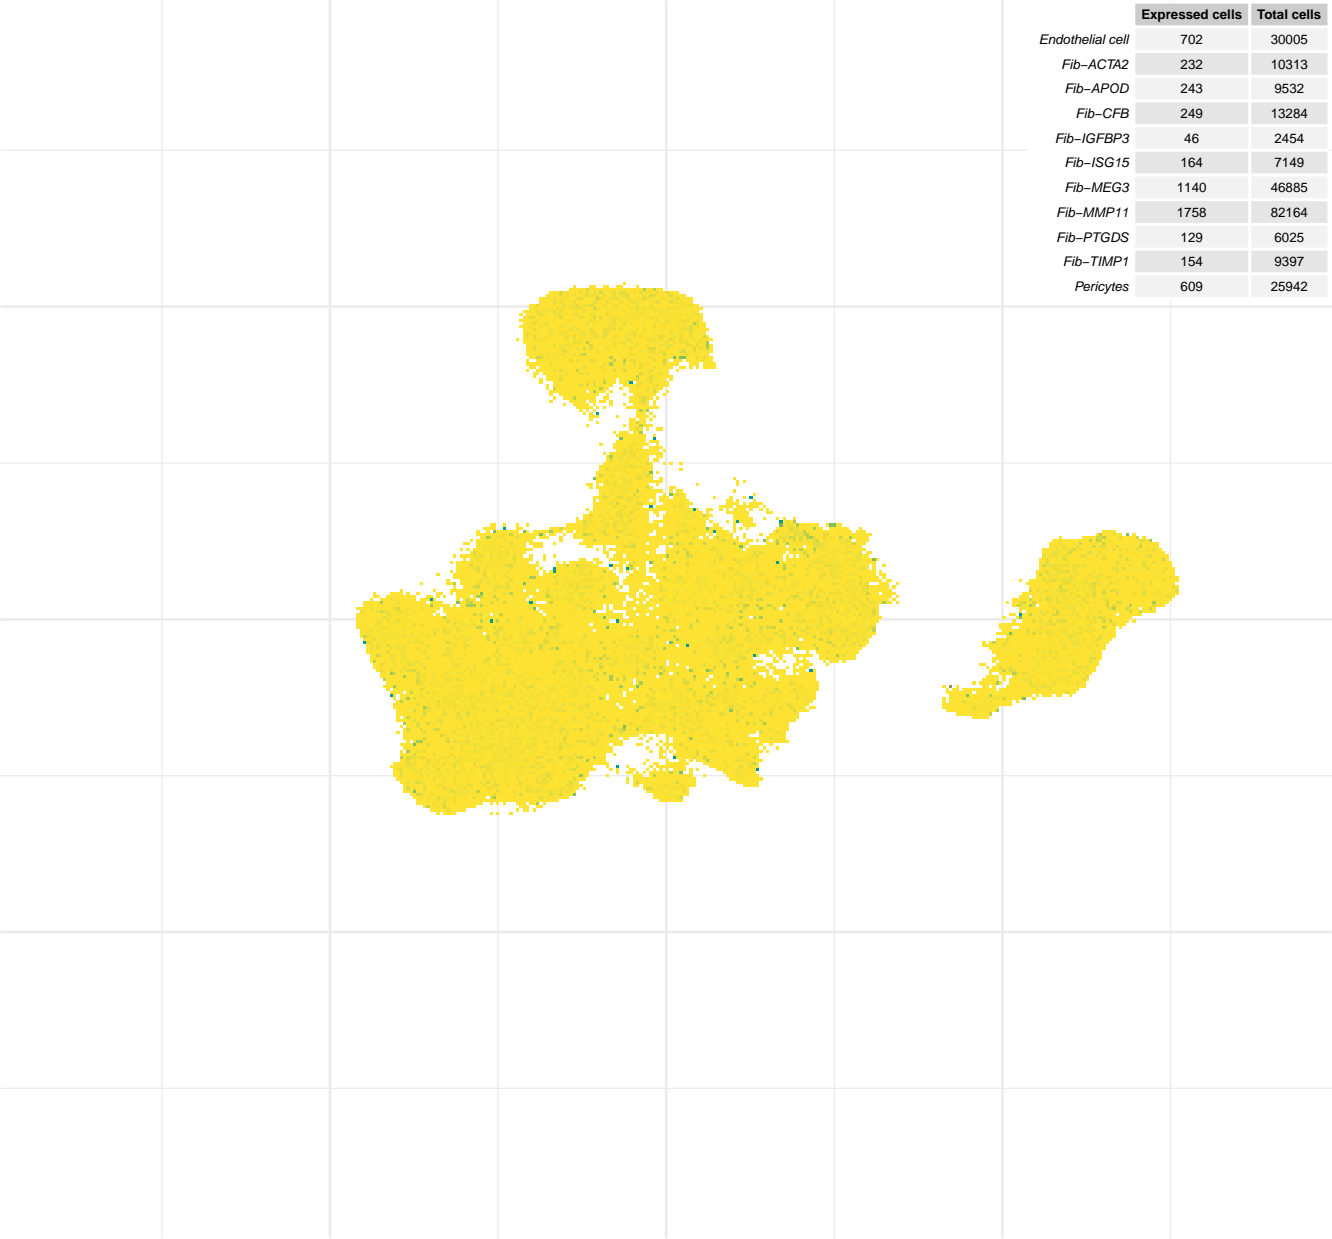 Expressed cells Total cells
Endothelial cell 702 30005
Fib−ACTA2 232 10313
Fib−APOD 243 9532
Fib−CFB 249 13284
Fib−IGFBP3 46 2454
Fib−ISG15 164 7149
Fib−MEG3 1140 46885
Fib−MMP11 1758 82164
Fib−PTGDS 129 6025
Fib−TIMP1 154 9397
Pericytes 609 25942